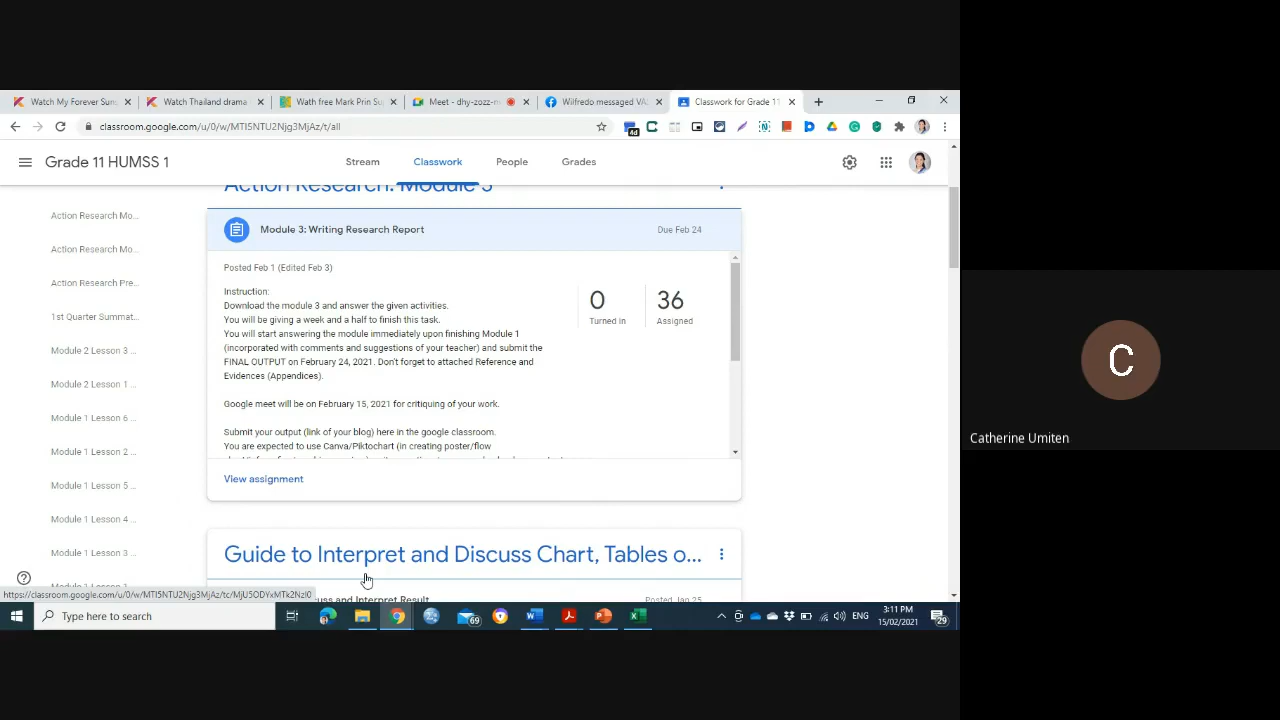 Watch My Forever Sun
Watch Thailand drama
Wath free Mark Prin Su
Meet - dhy-zozz-m
Wilfredo messaged VA
Classwork for Grade 11
classroom.google.com/u/0/w/MTI5NTU2Njg3MjAz/t/all
4d
Grade 11 HUMSS 1
Stream
Classwork
People
Grades
Action Research: Module 3
Action Research Mo...
Action Research Mo...
Action Research Pre...
1st Quarter Summat...
Module 2 Lesson 3 ...
Module 2 Lesson 1 ...
Module 1 Lesson 6 ...
Module 1 Lesson 2 ...
Module 1 Lesson 5 ...
Module 1 Lesson 4 ...
Module 1 Lesson 3 ...
Module 3: Writing Research Report
Due Feb 24
Posted Feb 1 (Edited Feb 3)
Instruction:
Download the module 3 and answer the given activities.
You will be giving a week and a half to finish this task.
You will start answering the module immediately upon finishing Module 1
(incorporated with comments and suggestions of your teacher) and submit the
FINAL OUTPUT on February 24, 2021. Don't forget to attached Reference and
Evidences (Appendices).
Google meet will be on February 15, 2021 for critiquing of your work.
Submit your output (link of your blog) here in the google classroom.
You are expected to use Canva/Piktochart (in creating poster/flow
0
Turned in
36
Assigned
View assignment
Guide to Interpret and Discuss Chart, Tables o...
uss and Interpret Result
Posted Jan 25
https://classroom.google.com/u/0/w/MTI5NTU2Njg3MjAz/tc/MjU5ODYxMTk2NzI0
Type here to search
69
ENG
3:11 PM
15/02/2021
29
C
Catherine Umiten